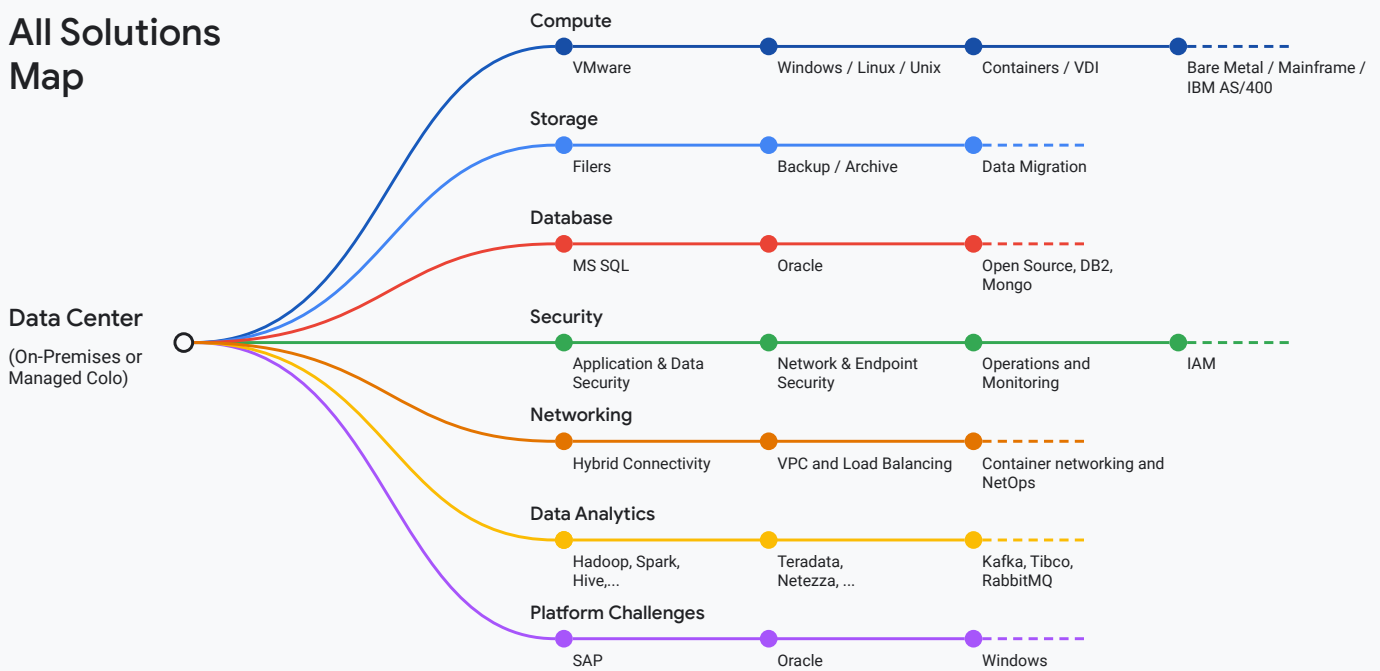 All Solutions
Map
Compute
VMware
Windows / Linux / Unix
Containers / VDI
Bare Metal / Mainframe /
IBM AS/400
Storage
Filers
Backup / Archive
Data Migration
Database
MS SQL
Oracle
Open Source, DB2,
Mongo
Data Center
(On-Premises or
Managed Colo)
Security
Application & Data
Security
Network & Endpoint
Security
Operations and
Monitoring
IAM
Networking
Hybrid Connectivity
VPC and Load Balancing
Container networking and
NetOps
Data Analytics
Hadoop, Spark,
Hive,...
Teradata,
Netezza, ...
Kafka, Tibco,
RabbitMQ
Platform Challenges
SAP
Oracle
Windows